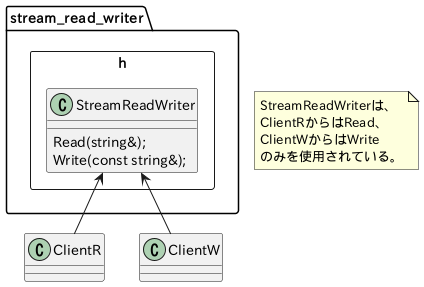 stream_read_writer
h
C StreamReadWriter
Read(string&);
Write(const string&);
StreamReadWriterは、
ClientRからはRead、
ClientWからはWrite
のみを使用されている。
C ClientR
C ClientW